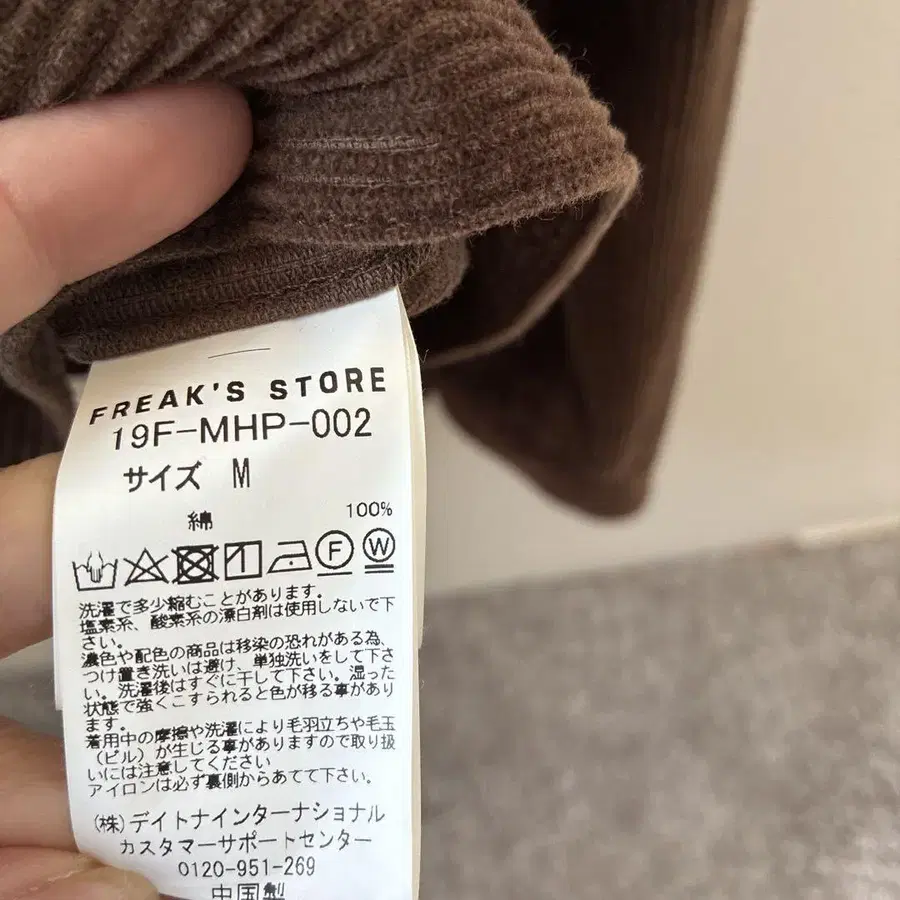 FREAK'S STORE
19F-MHP-002
サイズ M
綿 100%
F W
洗濯で多少縮むことがあります。
塩素系、酸素系の漂白剤は使用しないで下
さい。
濃色や配色の商品は移染の恐れがある為、
つけ置き洗いは避け、単独洗いをして下さ
い。洗濯後はすぐに干して下さい。湿った
状態で強くこすられると色が移る事があり
ます。
着用中の摩擦や洗濯により毛羽立ちや毛玉
（ピル）が生じる事がありますので取り扱
いには注意してください
アイロンは必ず裏側からあてて下さい。
(株)デイトナインターナショナル
カスタマーサポートセンター
0120-951-269
中国製